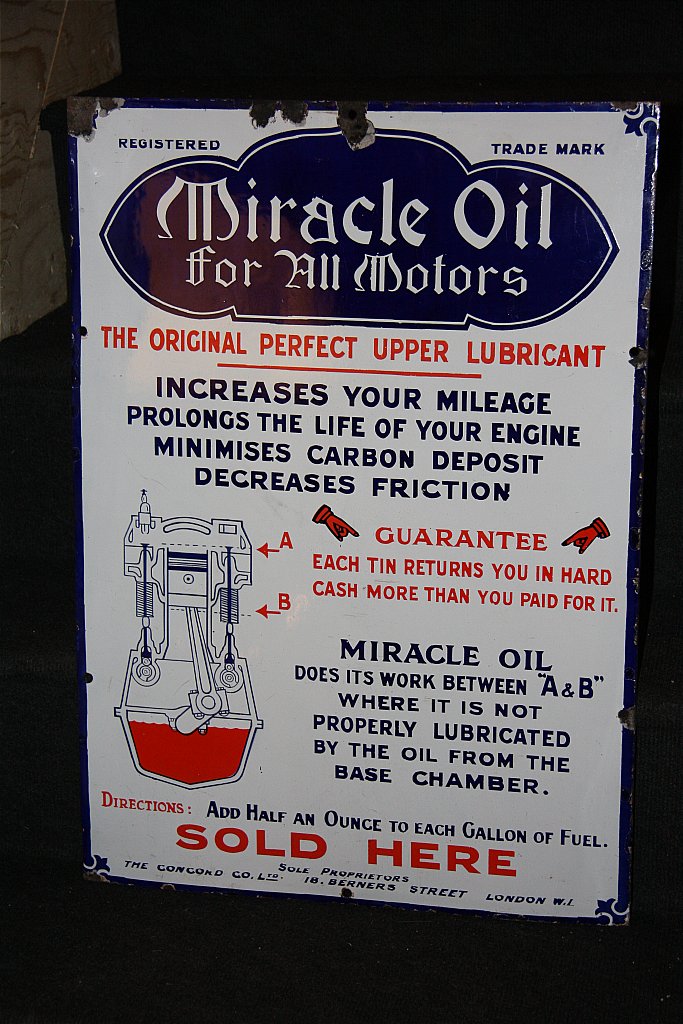 REGISTERED TRADE MARK
Miracle Oil
for All Motors
THE ORIGINAL PERFECT UPPER LUBRICANT
INCREASES YOUR MILEAGE
PROLONGS THE LIFE OF YOUR ENGINE
MINIMISES CARBON DEPOSIT
DECREASES FRICTION
A
B
GUARANTEE
EACH TIN RETURNS YOU IN HARD
CASH MORE THAN YOU PAID FOR IT.
MIRACLE OIL
DOES ITS WORK BETWEEN "A & B"
WHERE IT IS NOT
PROPERLY LUBRICATED
BY THE OIL FROM THE
BASE CHAMBER.
DIRECTIONS: ADD HALF AN OUNCE TO EACH GALLON OF FUEL.
SOLD HERE
SOLE PROPRIETORS
THE CONCORD CO. LTD. 18. BERNERS STREET LONDON W.I.